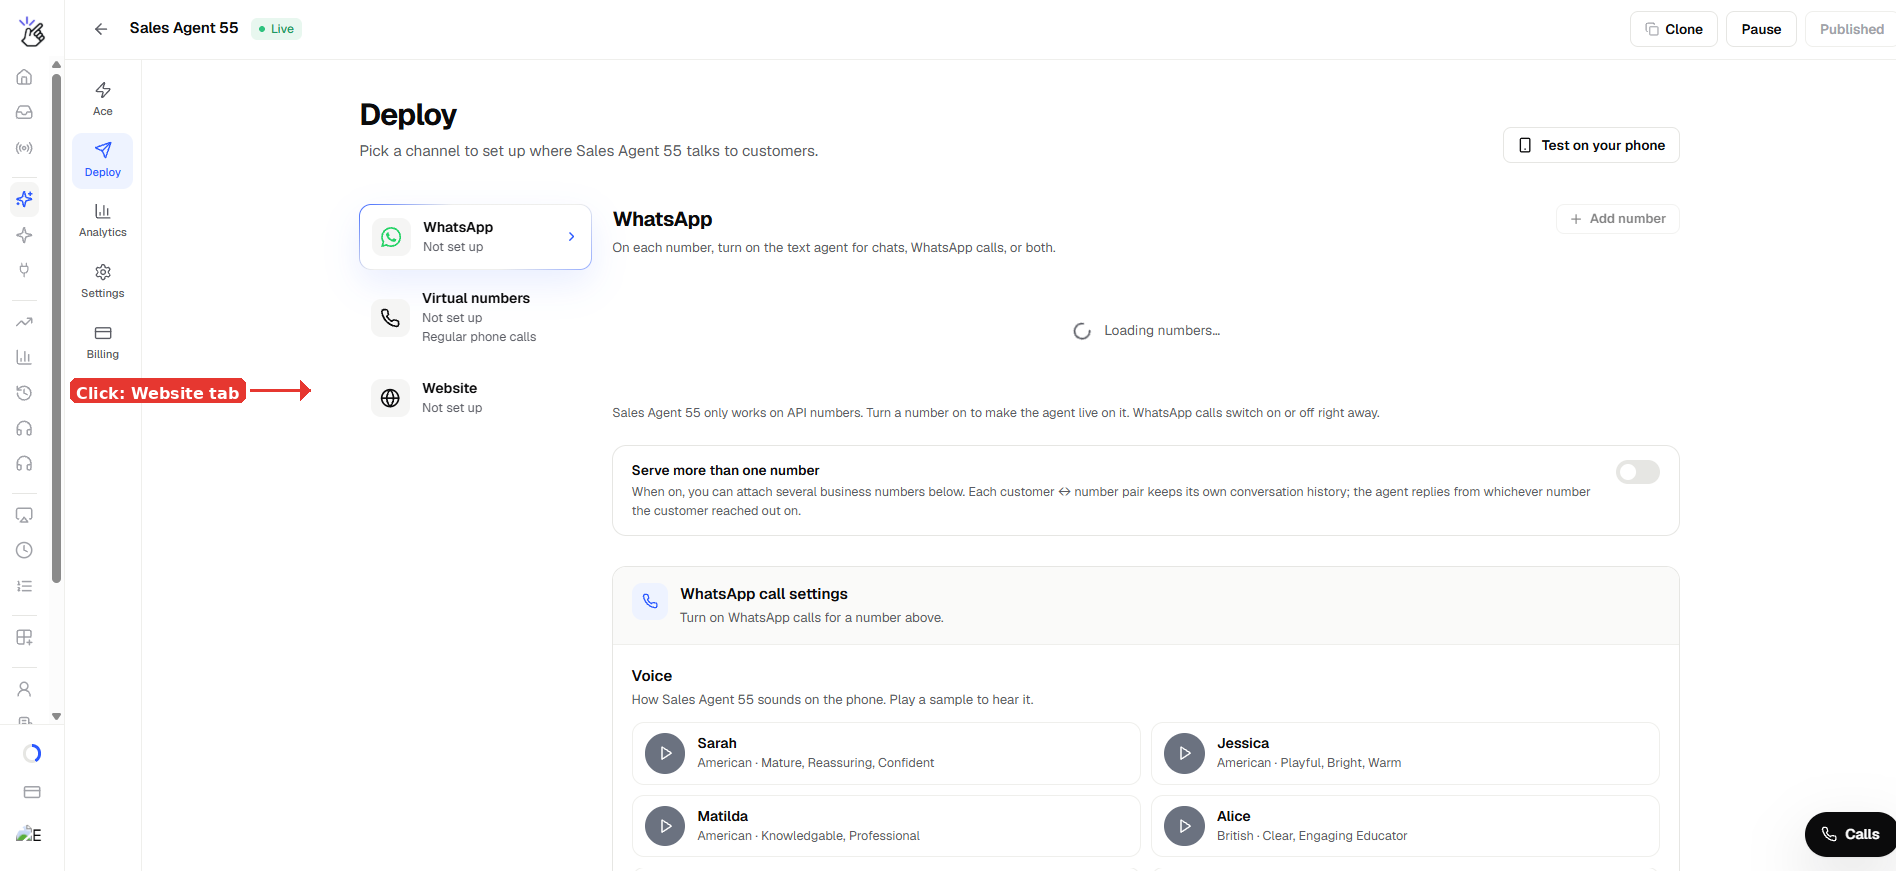 Sales Agent 55
Live
Clone
Pause
Published
Ace
Deploy
Analytics
Settings
Billing
Deploy
Pick a channel to set up where Sales Agent 55 talks to customers.
Test on your phone
WhatsApp
Not set up
Virtual numbers
Not set up
Regular phone calls
Click: Website tab
Website
Not set up
WhatsApp
Add number
On each number, turn on the text agent for chats, WhatsApp calls, or both.
Loading numbers...
Sales Agent 55 only works on API numbers. Turn a number on to make the agent live on it. WhatsApp calls switch on or off right away.
Serve more than one number
When on, you can attach several business numbers below. Each customer ↔ number pair keeps its own conversation history; the agent replies from whichever number
the customer reached out on.
WhatsApp call settings
Turn on WhatsApp calls for a number above.
Voice
How Sales Agent 55 sounds on the phone. Play a sample to hear it.
Sarah
American · Mature, Reassuring, Confident
Jessica
American · Playful, Bright, Warm
Matilda
American · Knowledgable, Professional
Alice
British · Clear, Engaging Educator
Calls
E